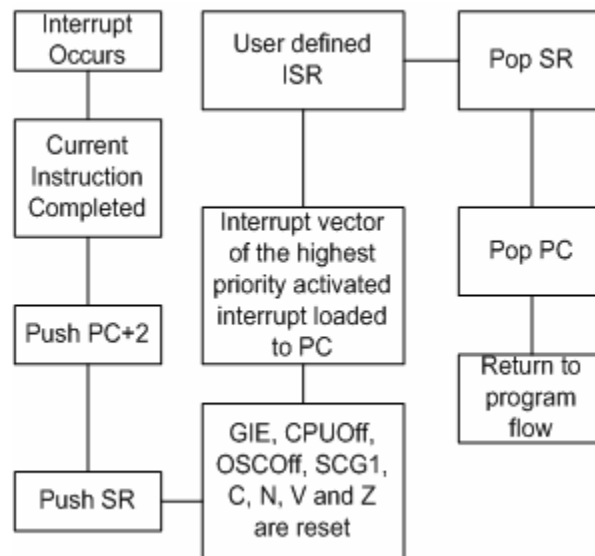 Interrupt
Occurs
Current
Instruction
Completed
Push PC+2
Push SR
GIE, CPUOff,
OSCOff, SCG1,
C, N, V and Z
are reset
Interrupt vector
of the highest
priority activated
interrupt loaded
to PC
User defined
ISR
Pop SR
Pop PC
Return to
program
flow